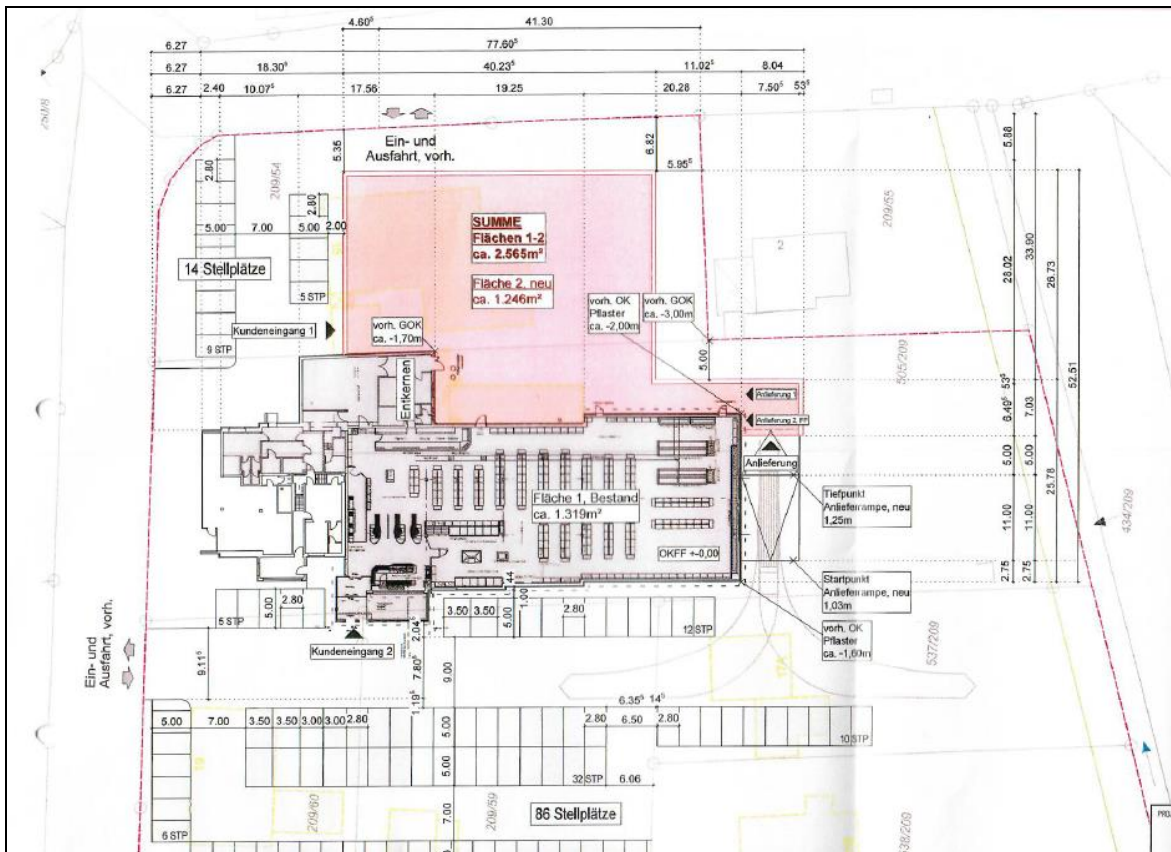 4.60⁵ 41.30
6.27 77.60⁵
6.27 18.30⁵ 40.23⁵ 11.02⁵ 8.04
6.27 2.40 10.07⁵ 17.56 19.25 20.28 7.50⁵ 53⁵
250/8
Ein- und
Ausfahrt, vorh.
5.35
6.82
5.95⁵
5.88
2.80
209/54
2.80
5.00 7.00 5.00 2.00
14 Stellplätze
5 STP
9 STP
Kundeneingang 1
SUMME
Flächen 1-2
ca. 2.565m²
Fläche 2, neu
ca. 1.246m²
209/55
2
33.90
28.02
26.73
52.51
vorh. GOK
ca. -1,70m
vorh. OK
Pflaster
ca. -2,00m
vorh. GOK
ca. -3,00m
5.00
505/209
Entkernen
Anlieferung 1
Anlieferung 2, FF
Anlieferung
53⁵
6.49⁵
7.03
5.00
5.00
25.78
11.00
11.00
2.75
2.75
434/209
Fläche 1, Bestand
ca. 1.319m²
OKFF +-0,00
Tiefpunkt
Anlieferrampe, neu
1,25m
Startpunkt
Anlieferrampe, neu
1,03m
vorh. OK
Pflaster
ca. -1,60m
537/209
44
1.00
5.00
3.50 3.50 2.80
12 STP
5 STP
5.00
2.80
2.04⁵
Kundeneingang 2
Ein- und
Ausfahrt, vorh.
9.11⁵
7.80⁵
1.19⁵
9.00
17A
6.35⁵ 14⁵
5.00 7.00 3.50 3.50 3.00 3.00 2.80
2.80 6.50 2.80
5.00
5.00
10 STP
32 STP
6.06
19
209/60
209/59
86 Stellplätze
7.00
6 STP
538/209
PRO